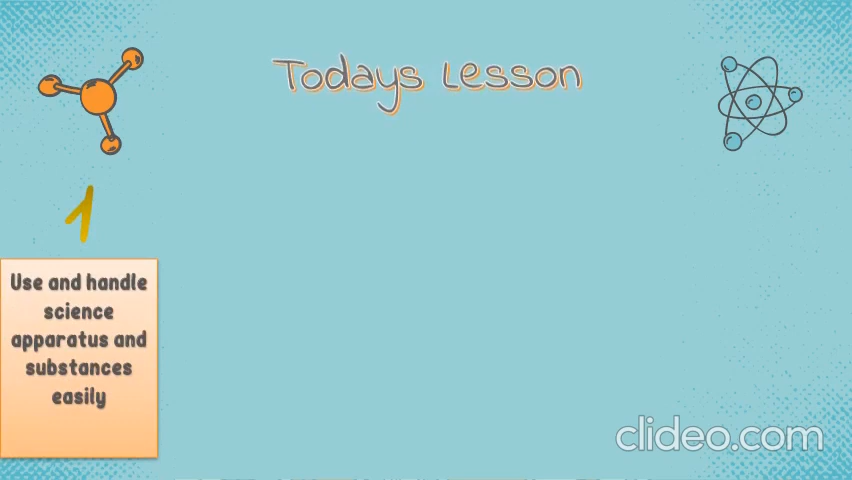 Todays Lesson
1
Use and handle
science
apparatus and
substances
easily
clideo.com